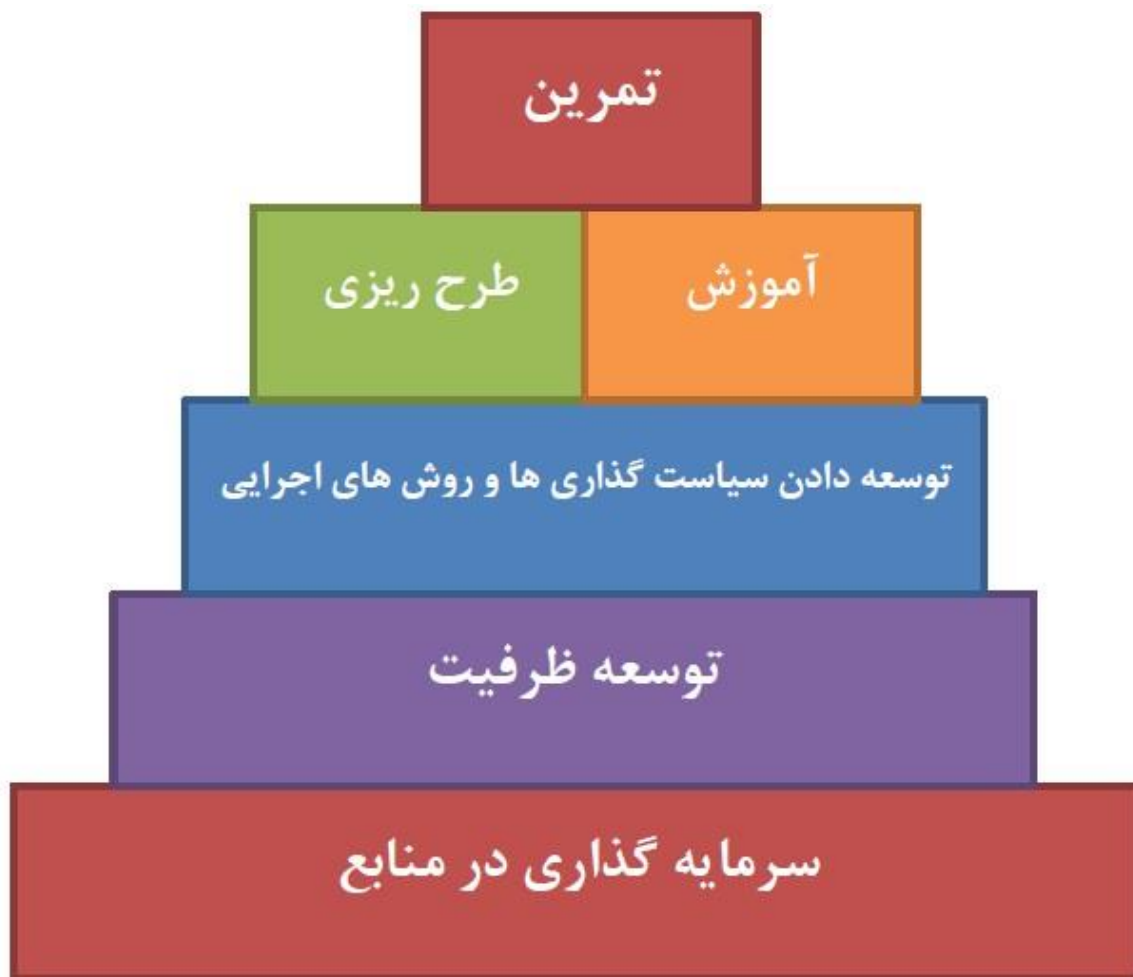 تمرین
آموزش
طرح ریزی
توسعه دادن سیاست گذاری ها و روش های اجرایی
توسعه ظرفیت
سرمایه گذاری در منابع